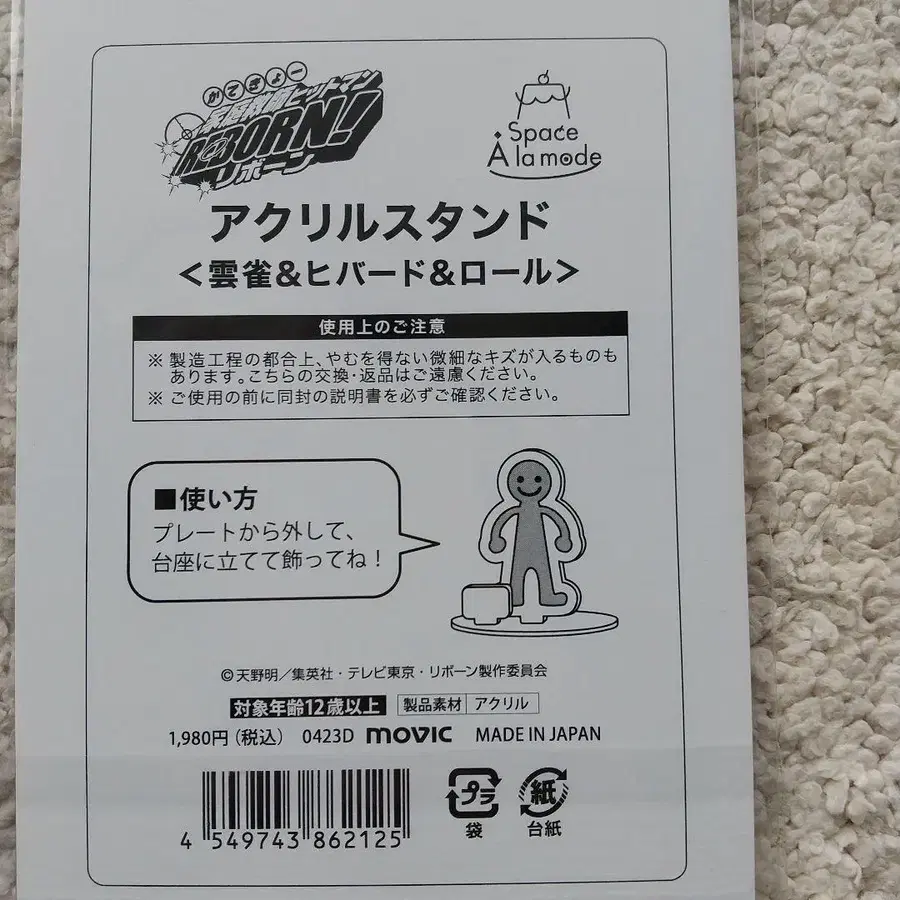 かてきょー
家庭教師ヒットマン
REBORN!
リボーン
Space
À la mode
アクリルスタンド
＜雲雀&ヒバード&ロール＞
使用上のご注意
※ 製造工程の都合上、やむを得ない微細なキズが入るものも
あります。こちらの交換・返品はご遠慮ください。
※ ご使用の前に同封の説明書を必ずご確認ください。
■使い方
プレートから外して、
台座に立てて飾ってね！
©天野明／集英社・テレビ東京・リボーン製作委員会
対象年齢12歳以上 製品素材 アクリル
1,980円（税込） 0423D movic MADE IN JAPAN
4 549743 862125
プラ
袋
紙
台紙